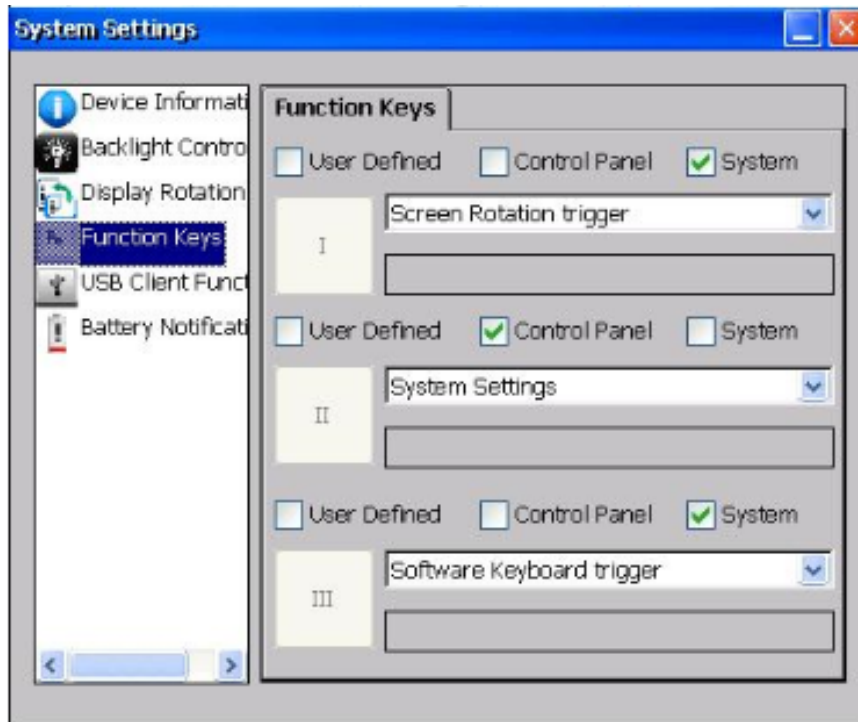 System Settings
Device Informati
Backlight Contro
Display Rotation
Function Keys
USB Client Funct
Battery Notificati
Function Keys
User Defined Control Panel System
I
Screen Rotation trigger
User Defined Control Panel System
II
System Settings
User Defined Control Panel System
III
Software Keyboard trigger